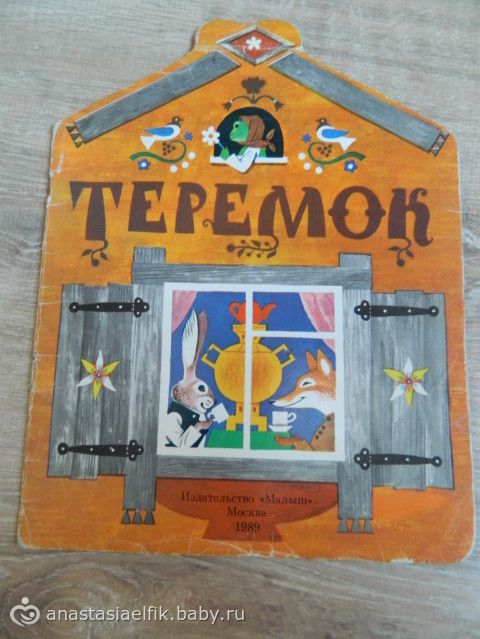 ТЕРЕМОК
Издательство «Малыш»
Москва
1989
anastasiaelfik.baby.ru